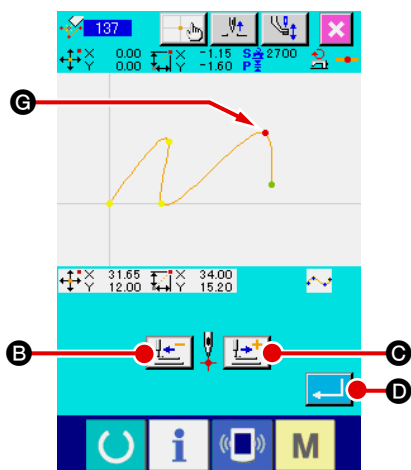 137
X 0.00 X -1.15 S 2700
Y 0.00 Y -1.60 P
G
X 31.65 X 34.00
Y 12.00 Y 15.20
B
C
D
i M